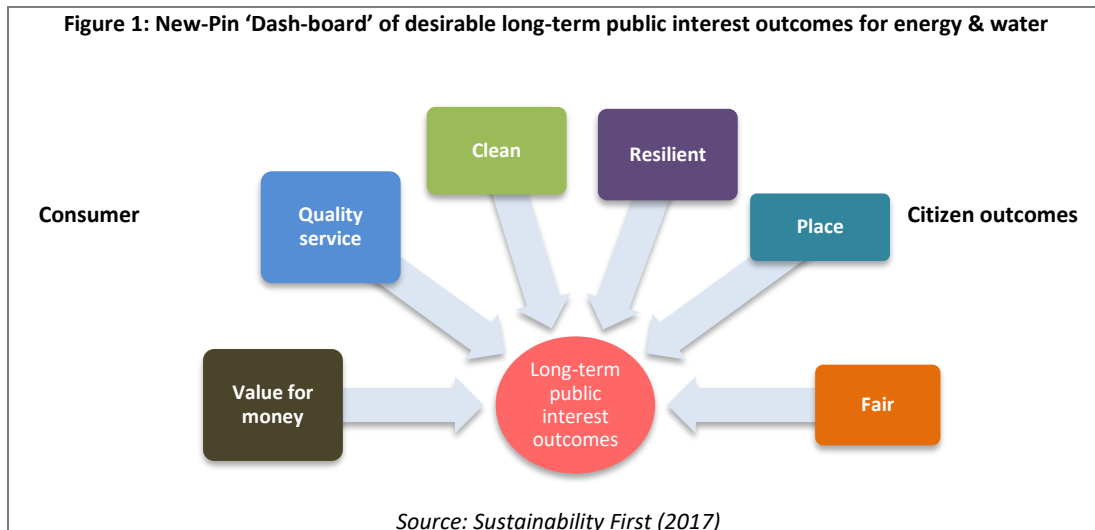 Figure 1: New-Pin ‘Dash-board’ of desirable long-term public interest outcomes for energy & water
Clean
Resilient
Consumer
Quality
service
Place
Citizen outcomes
Value for
money
Long-term
public
interest
outcomes
Fair
Source: Sustainability First (2017)